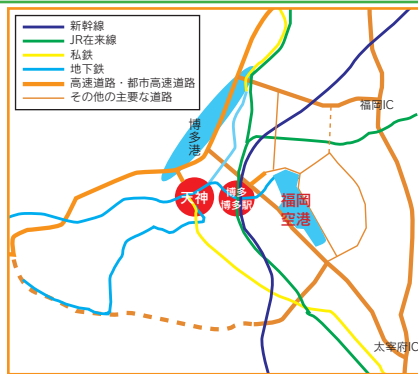 新幹線
JR在来線
私鉄
地下鉄
高速道路・都市高速道路
その他の主要な道路
福岡IC
博多港
天神
博多
博多駅
福岡
空港
太宰府IC